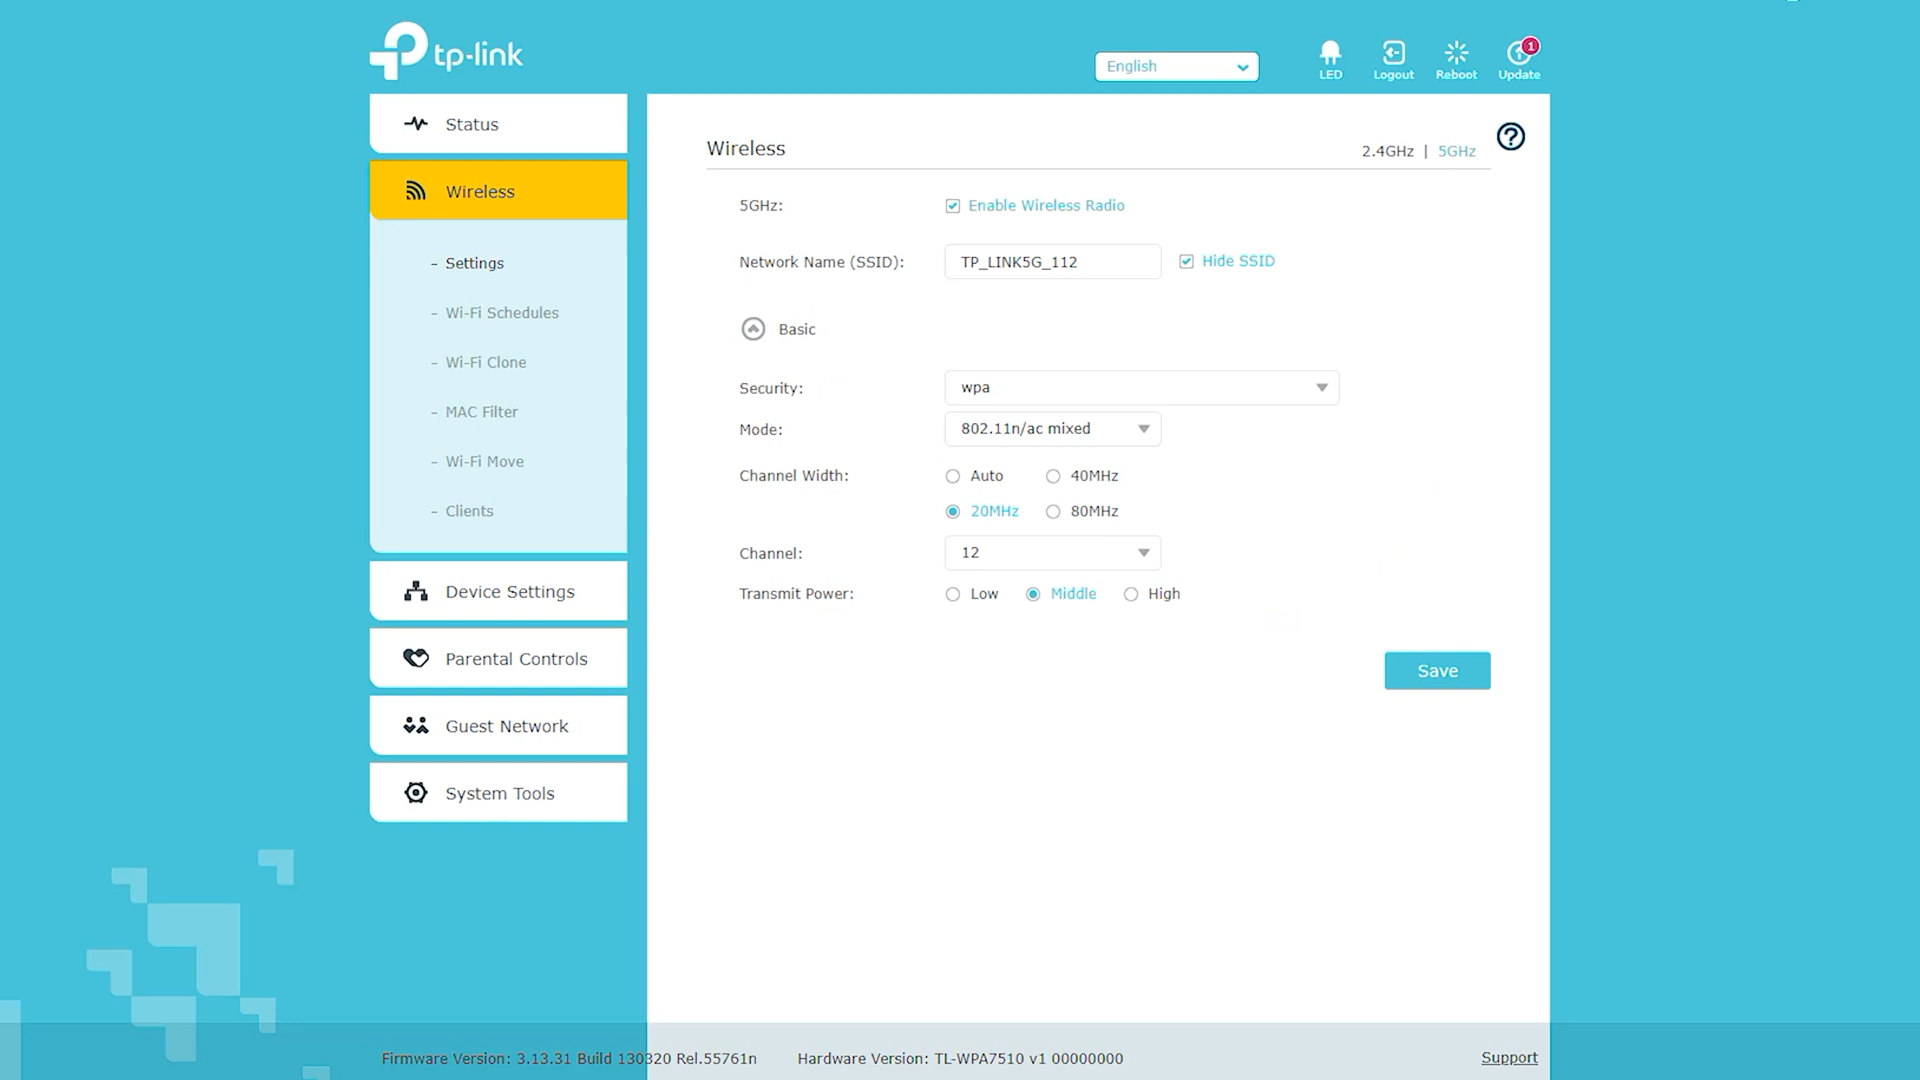 tp-link
English
LED
Logout
Reboot
1
Update
Status
Wireless
- Settings
- Wi-Fi Schedules
- Wi-Fi Clone
- MAC Filter
- Wi-Fi Move
- Clients
Device Settings
Parental Controls
Guest Network
System Tools
Wireless
2.4GHz | 5GHz
?
5GHz: Enable Wireless Radio
Network Name (SSID): TP_LINK5G_112 Hide SSID
Basic
Security: wpa
Mode: 802.11n/ac mixed
Channel Width: Auto 40MHz
20MHz 80MHz
Channel: 12
Transmit Power: Low Middle High
Save
Firmware Version: 3.13.31 Build 130320 Rel.55761n Hardware Version: TL-WPA7510 v1 00000000 Support